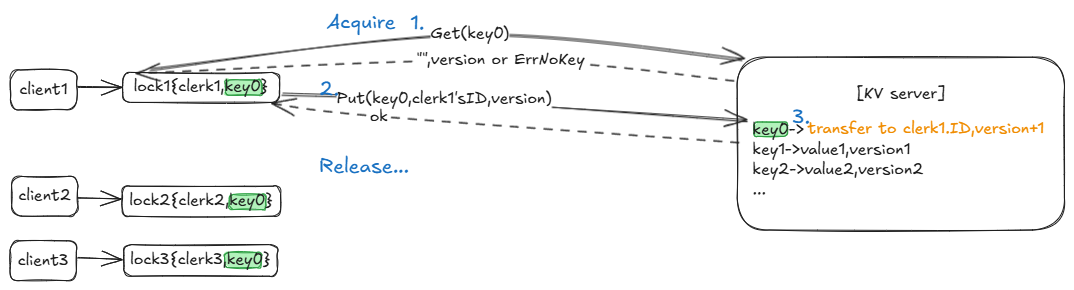 Acquire 1.
Get(key0)
"",version or ErrNoKey
client1
lock1{clerk1,key0}
2.
Put(key0,clerk1'sID,version)
ok
[KV server]
3.
key0->transfer to clerk1.ID,version+1
key1->value1,version1
key2->value2,version2
...
Release...
client2
lock2{clerk2,key0}
client3
lock3{clerk3,key0}